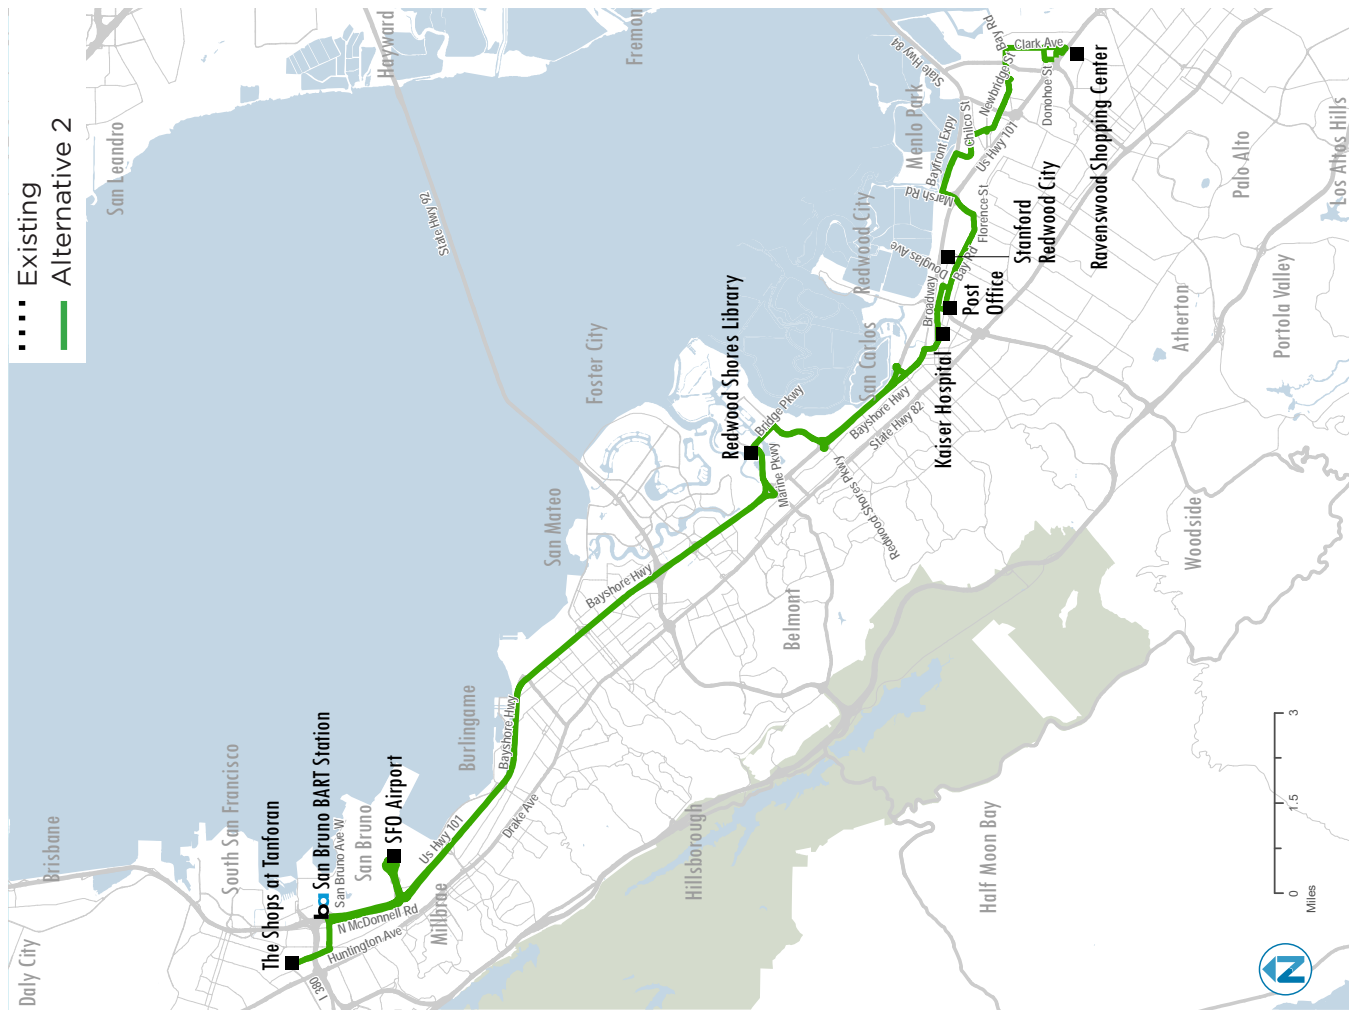 Existing
Alternative 2
Daly City
Brisbane
South San Francisco
San Bruno
Millbrae
Burlingame
Hillsborough
San Mateo
Foster City
Belmont
San Carlos
Redwood City
Menlo Park
Atherton
Palo Alto
Portola Valley
Los Altos Hills
Woodside
Half Moon Bay
San Leandro
Hayward
Fremon
The Shops at Tanforan
San Bruno BART Station
ba
SFO Airport
Redwood Shores Library
Kaiser Hospital
Post
Office
Stanford
Redwood City
Ravenswood Shopping Center
I 380
San Bruno Ave W
N McDonnell Rd
Huntington Ave
Us Hwy 101
Drake Ave
Bayshore Hwy
Bayshore Hwy
State Hwy 92
Marine Pkwy
Bridge Pkwy
Redwood Shores Pkwy
Bayshore Hwy
State Hwy 82
Broadway
Douglas Ave
Bay Rd
Florence St
Marsh Rd
Bayfront Expy
Chilco St
Us Hwy 101
Newbridge St
State Hwy 84
Bay Rd
Clark Ave
Donohoe St
0
1.5
3
Miles
N